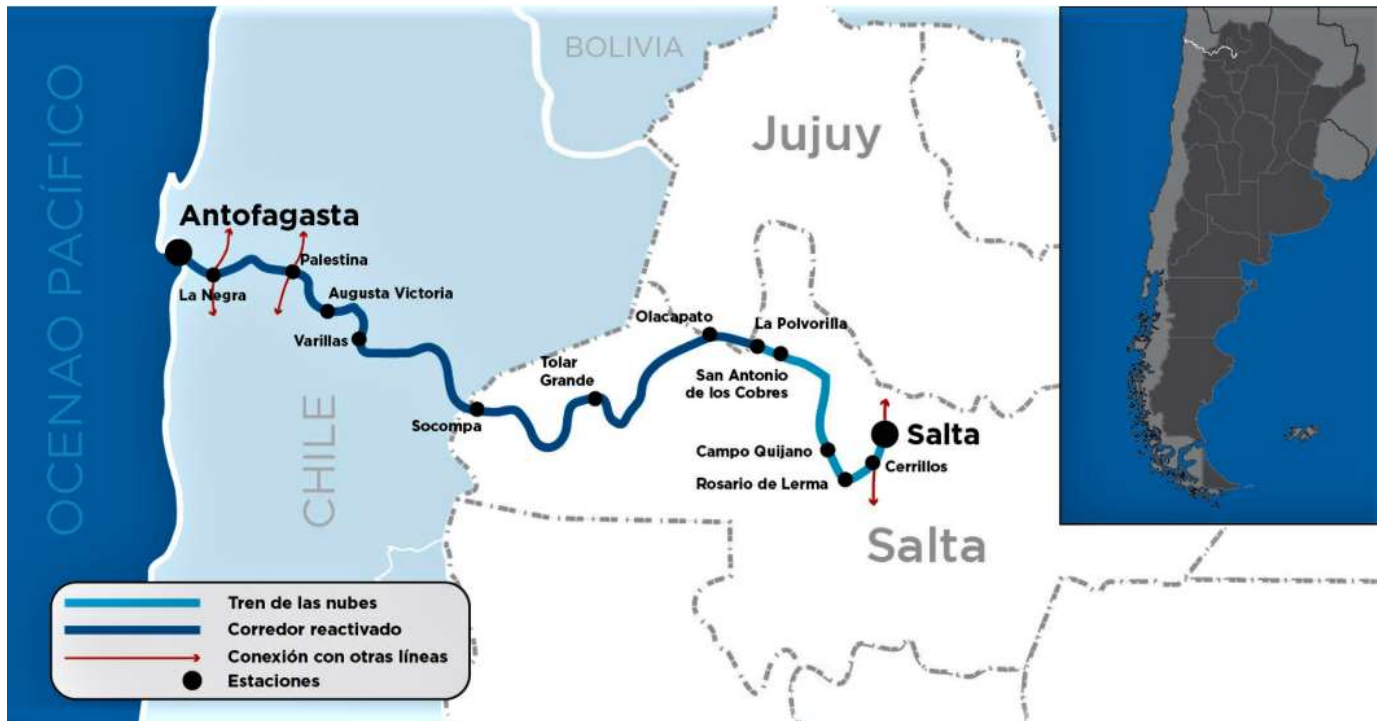 OCENAO PACÍFICO
BOLIVIA
Jujuy
Antofagasta
Palestina
La Negra
Augusta Victoria
Varillas
CHILE
Socompa
Tolar
Grande
Olacapato
La Polvorilla
San Antonio
de los Cobres
Salta
Campo Quijano
Cerrillos
Rosario de Lerma
Salta
Tren de las nubes
Corredor reactivado
Conexión con otras líneas
Estaciones